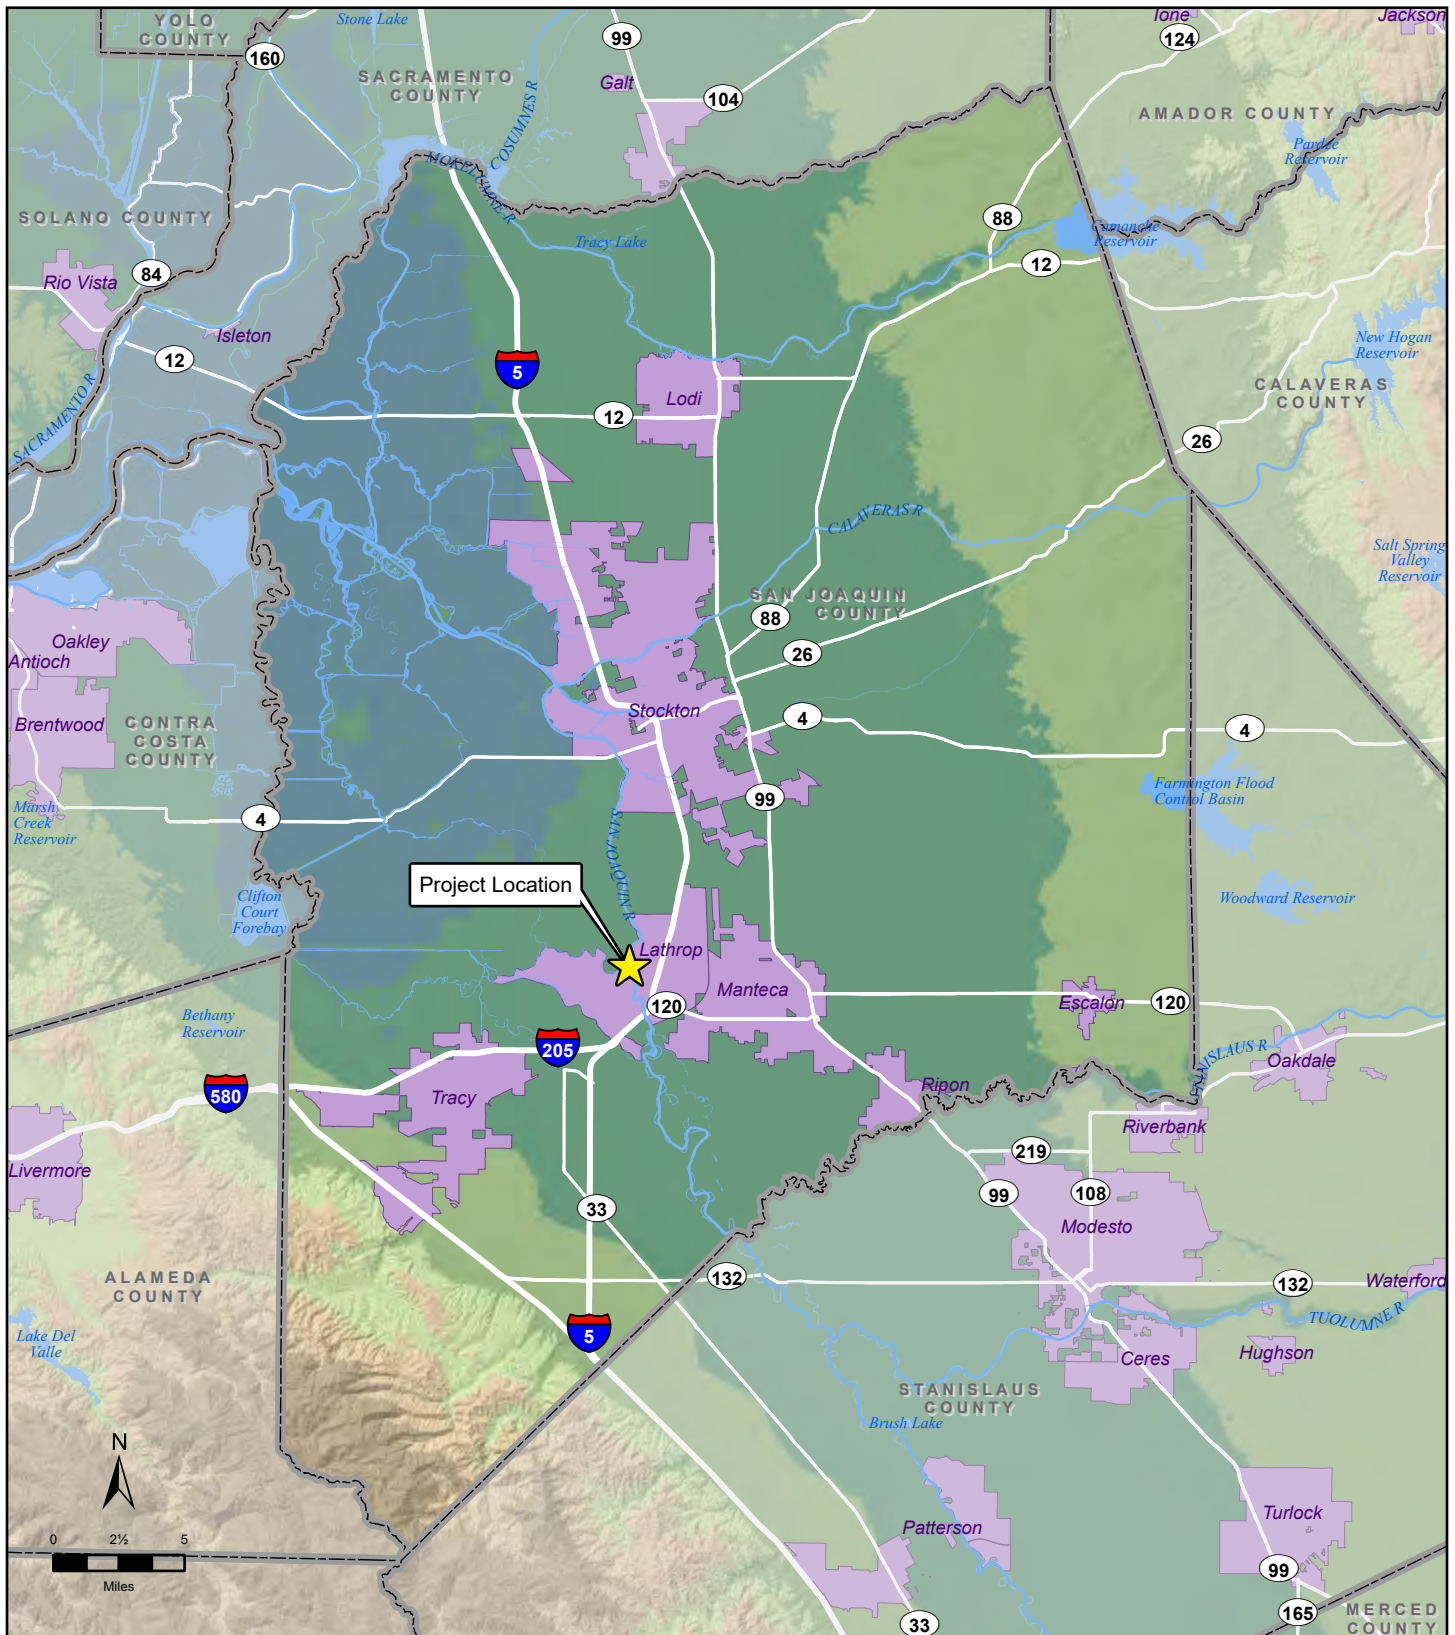 YOLO
COUNTY
Stone Lake
160
SACRAMENTO
COUNTY
COSUMNES R
99
Galt
104
Ione
124
Jackson
AMADOR COUNTY
Pardee
Reservoir
MOKELUMNE R
SOLANO COUNTY
Tracy Lake
88
Camanche
Reservoir
12
84
Rio Vista
Isleton
12
SACRAMENTO R
5
Lodi
12
New Hogan
Reservoir
CALAVERAS
COUNTY
26
CALAVERAS R
Salt Spring
Valley
Reservoir
SAN JOAQUIN
COUNTY
88
26
Oakley
Antioch
Brentwood
CONTRA
COSTA
COUNTY
Stockton
4
4
Farmington Flood
Control Basin
99
Marsh
Creek
Reservoir
4
SAN JOAQUIN R
Project Location
Clifton
Court
Forebay
Woodward Reservoir
Lathrop
Manteca
120
Escalon
120
Bethany
Reservoir
205
580
Tracy
Ripon
STANISLAUS R
Oakdale
Riverbank
Livermore
219
99
108
Modesto
33
132
132
Waterford
TUOLUMNE R
ALAMEDA
COUNTY
Lake Del
Valle
5
Ceres
Hughson
STANISLAUS
COUNTY
Brush Lake
N
0 2½ 5
Miles
Patterson
Turlock
99
33
165
MERCED
COUNTY